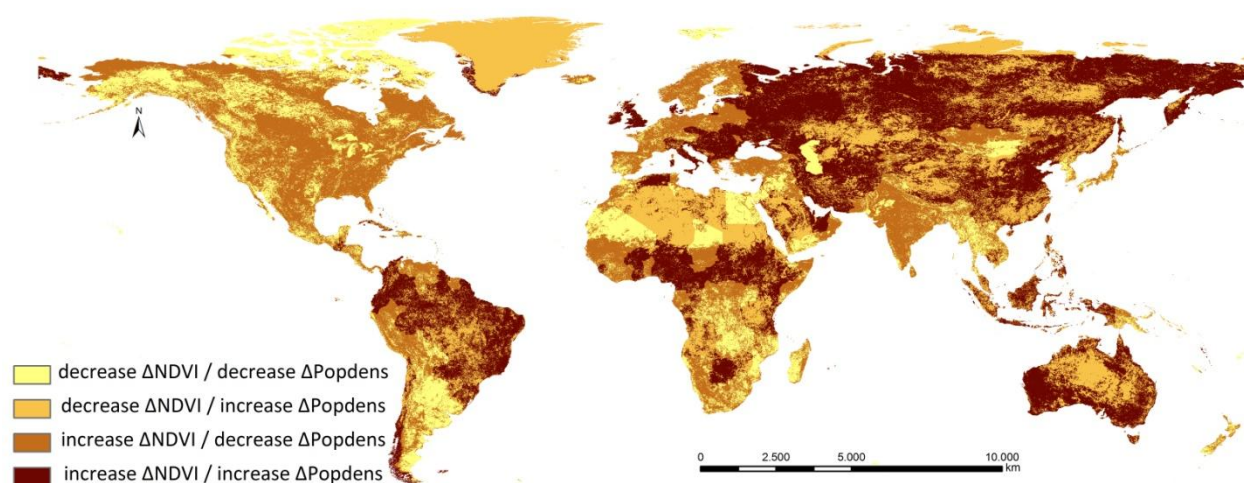 N
decrease ΔNDVI / decrease ΔPopdens
decrease ΔNDVI / increase ΔPopdens
increase ΔNDVI / decrease ΔPopdens
increase ΔNDVI / increase ΔPopdens
0 2.500 5.000 10.000
km